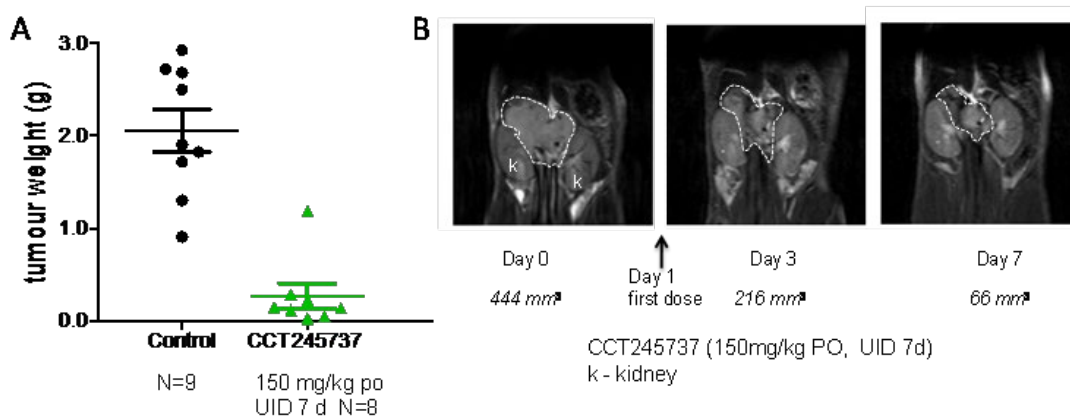 A
tumour weight (g)
3.0
2.0
1.0
0.0
Control
CCT245737
N=9
150 mg/kg po
UID 7 d N=8
B
k
k
Day 0
Day 1
first dose
Day 3
Day 7
444 mm³
216 mm³
66 mm³
CCT245737 (150mg/kg PO, UID 7d)
k - kidney